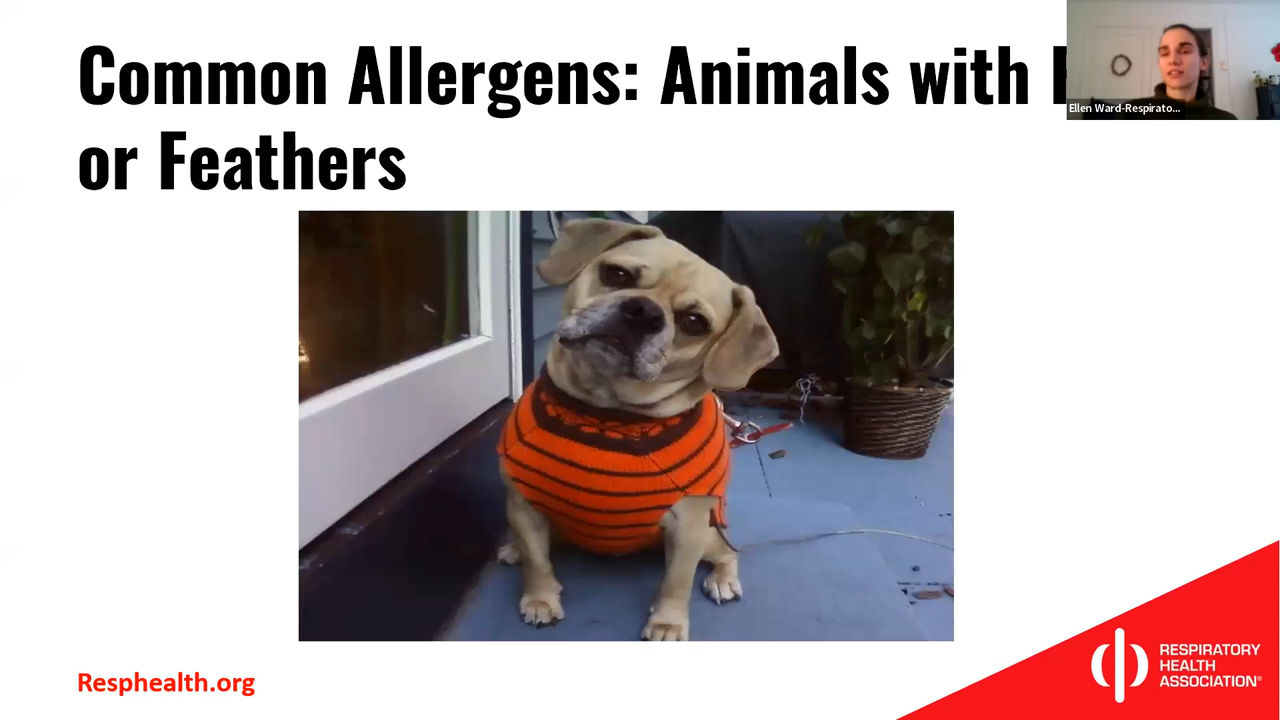 Common Allergens: Animals with
or Feathers
Ellen Ward-Respirato...
Resphealth.org
RESPIRATORY
HEALTH
ASSOCIATION®